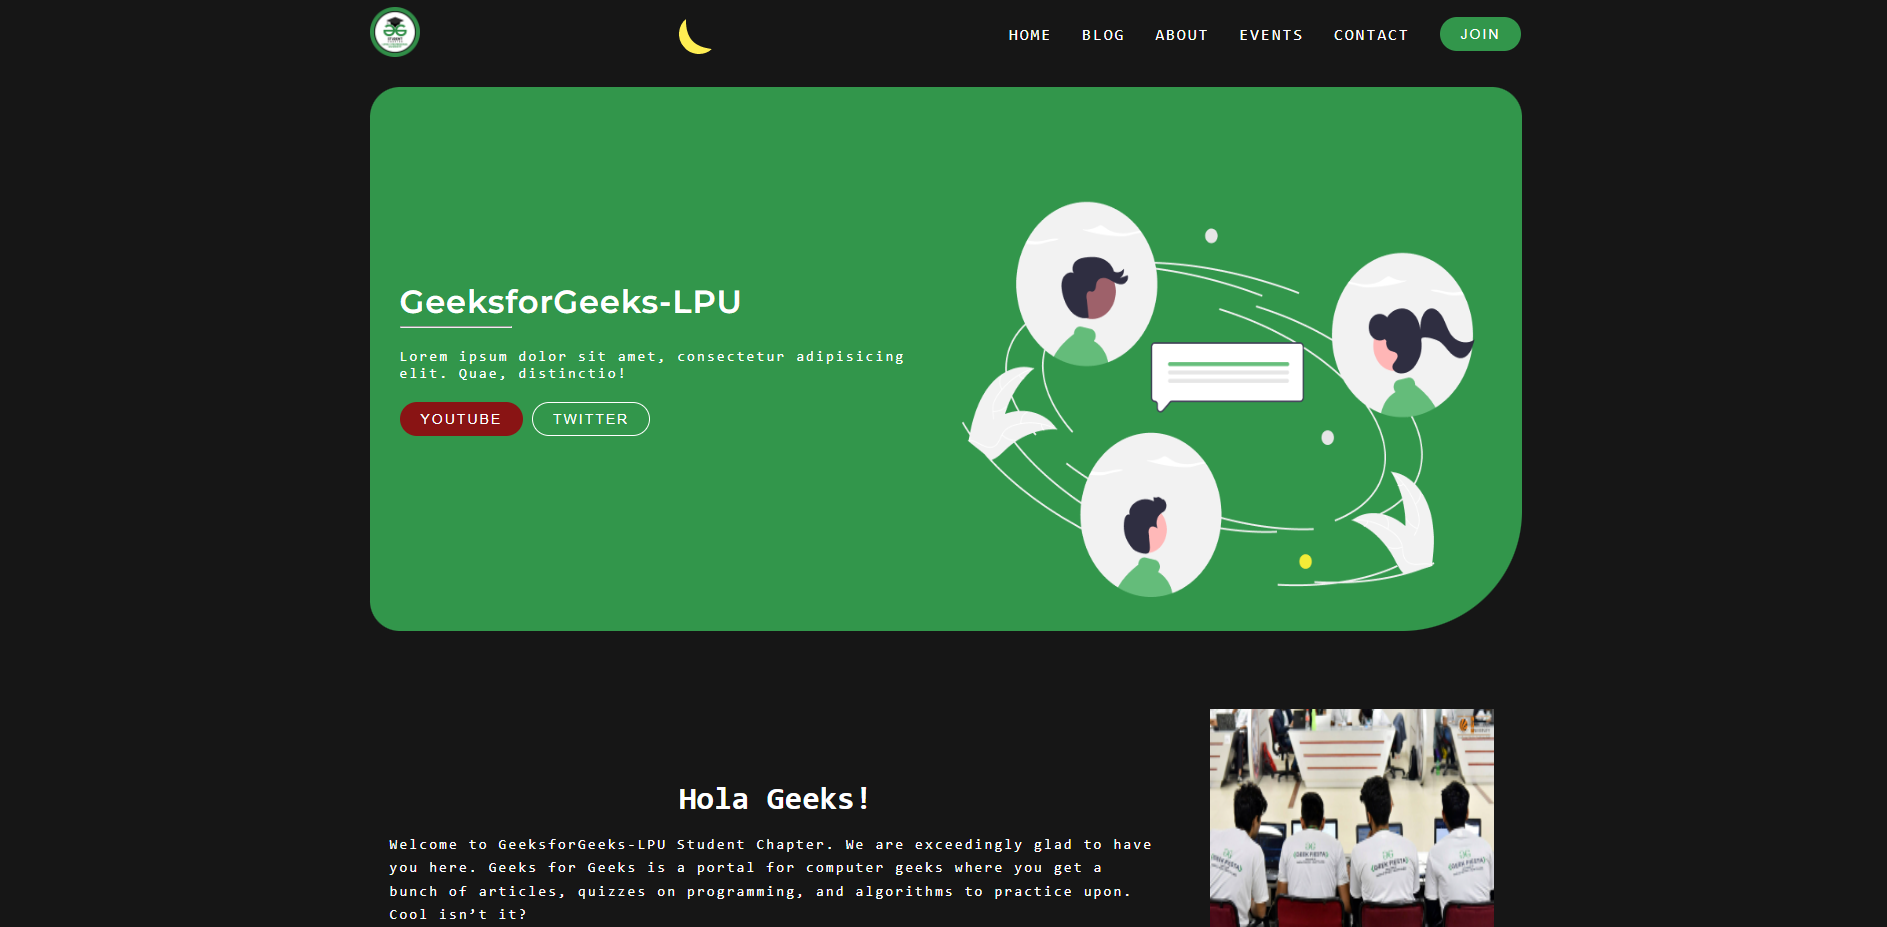 HOME BLOG ABOUT EVENTS CONTACT JOIN
GeeksforGeeks-LPU
Lorem ipsum dolor sit amet, consectetur adipisicing
elit. Quae, distinctio!
YOUTUBE TWITTER
Hola Geeks!
Welcome to GeeksforGeeks-LPU Student Chapter. We are exceedingly glad to have
you here. Geeks for Geeks is a portal for computer geeks where you get a
bunch of articles, quizzes on programming, and algorithms to practice upon.
Cool isn’t it?